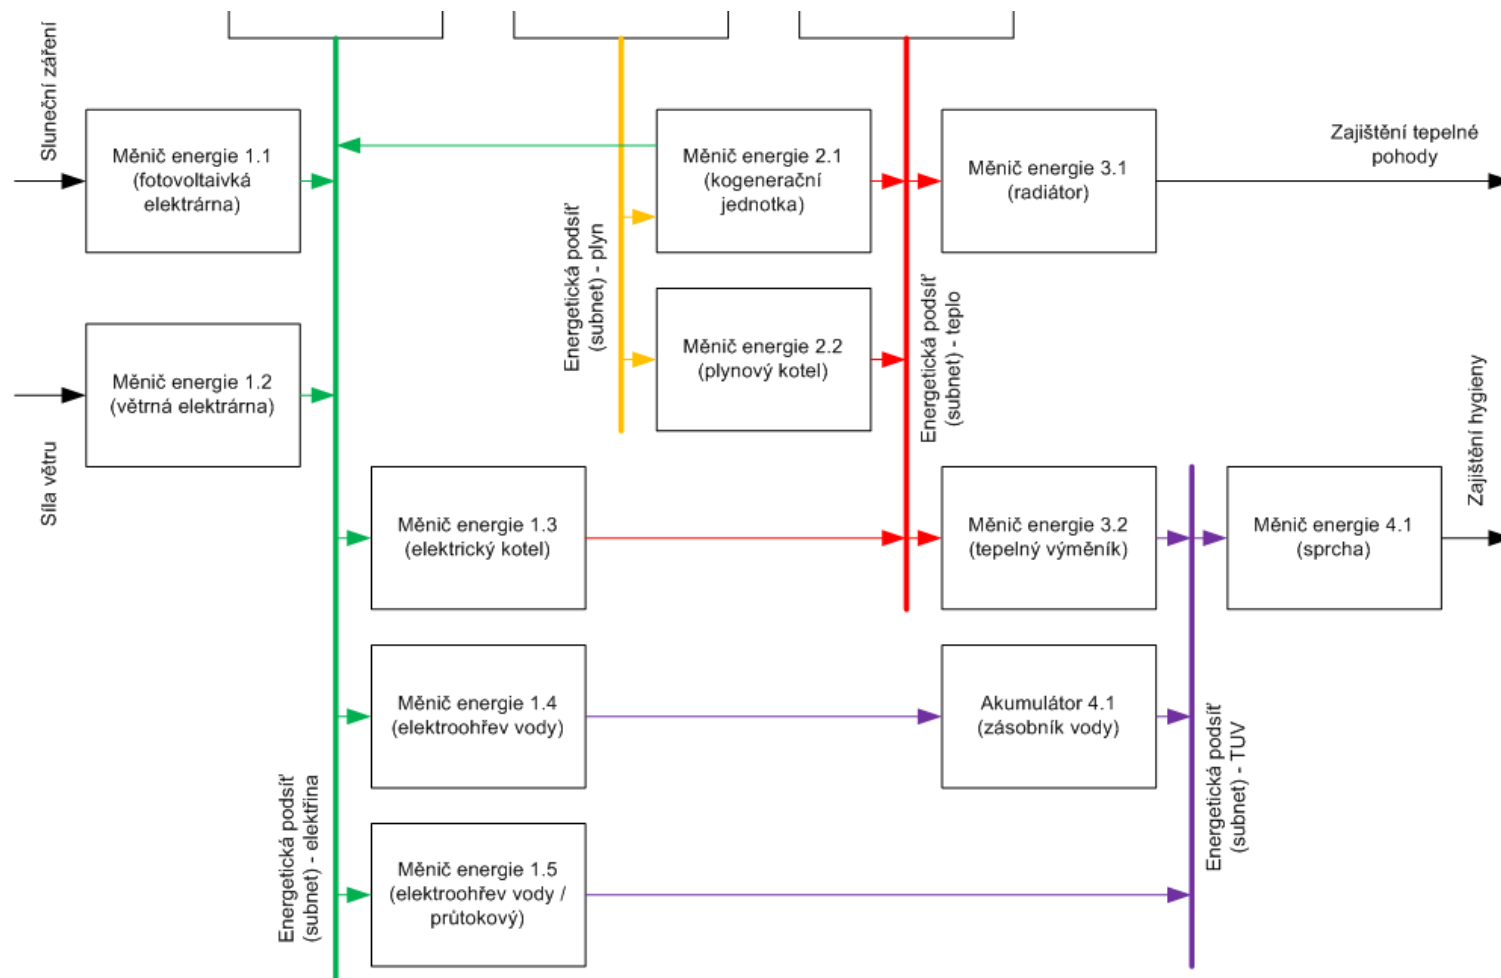 Sluneční záření
Měnič energie 1.1
(fotovoltaivká
elektrárna)
Měnič energie 2.1
(kogenerační
jednotka)
Měnič energie 3.1
(radiátor)
Zajištění tepelné
pohody
Energetická podsíť
(subnet) - plyn
Měnič energie 2.2
(plynový kotel)
Energetická podsíť
(subnet) - teplo
Měnič energie 1.2
(větrná elektrárna)
Síla větru
Zajištění hygieny
Měnič energie 1.3
(elektrický kotel)
Měnič energie 3.2
(tepelný výměník)
Měnič energie 4.1
(sprcha)
Měnič energie 1.4
(elektroohřev vody)
Akumulátor 4.1
(zásobník vody)
Energetická podsíť
(subnet) - TUV
Energetická podsíť
(subnet) - elektřina
Měnič energie 1.5
(elektroohřev vody /
průtokový)